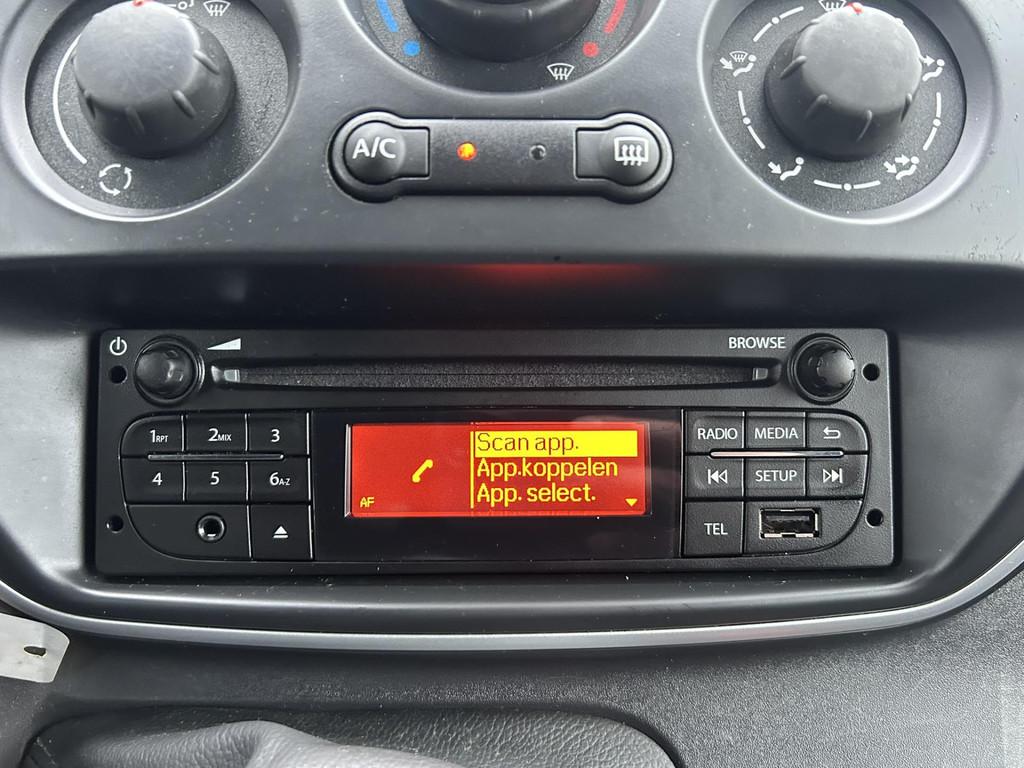 A/C
BROWSE
1RPT 2MIX 3
4 5 6A-Z
Scan app.
App.koppelen
App. select.
AF
RADIO MEDIA
SETUP
TEL